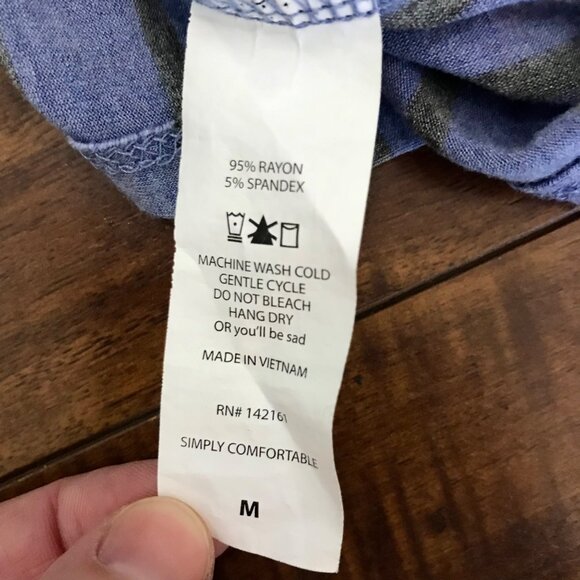 95% RAYON
5% SPANDEX
MACHINE WASH COLD
GENTLE CYCLE
DO NOT BLEACH
HANG DRY
OR you'll be sad
MADE IN VIETNAM
RN# 142161
SIMPLY COMFORTABLE
M